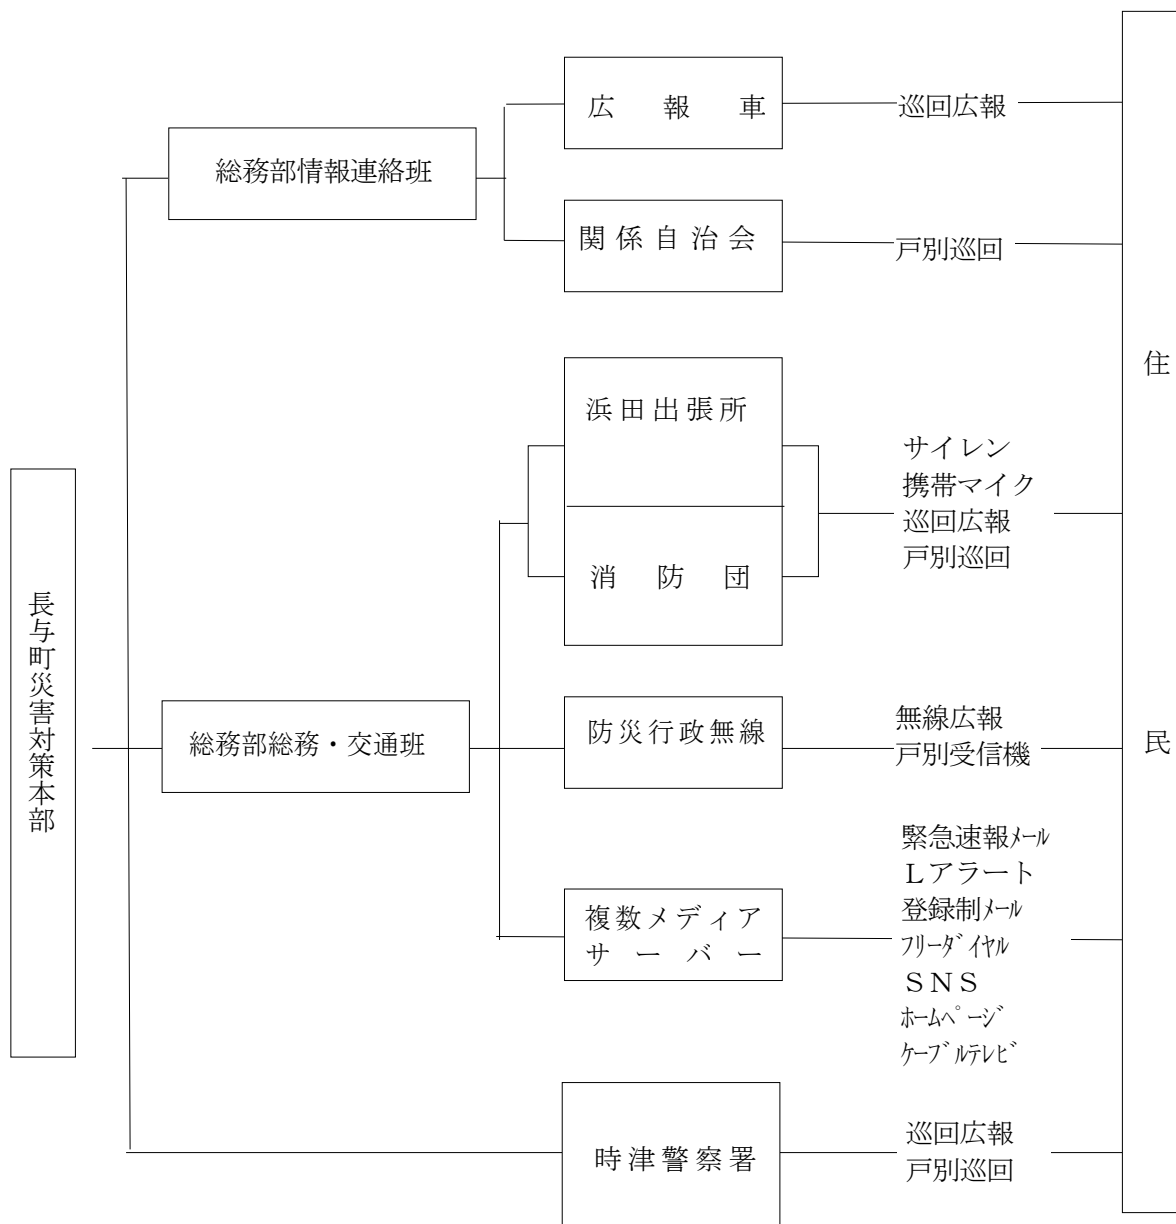 長与町災害対策本部
総務部情報連絡班
広報車
巡回広報
関係自治会
戸別巡回
総務部総務・交通班
浜田出張所
消防団
サイレン
携帯マイク
巡回広報
戸別巡回
防災行政無線
無線広報
戸別受信機
複数メディア
サーバー
緊急速報ﾒｰﾙ
Ｌアラート
登録制ﾒｰﾙ
ﾌﾘｰﾀﾞｲﾔﾙ
ＳＮＳ
ﾎｰﾑﾍﾟｰｼﾞ
ｹｰﾌﾞﾙﾃﾚﾋﾞ
時津警察署
巡回広報
戸別巡回
住民